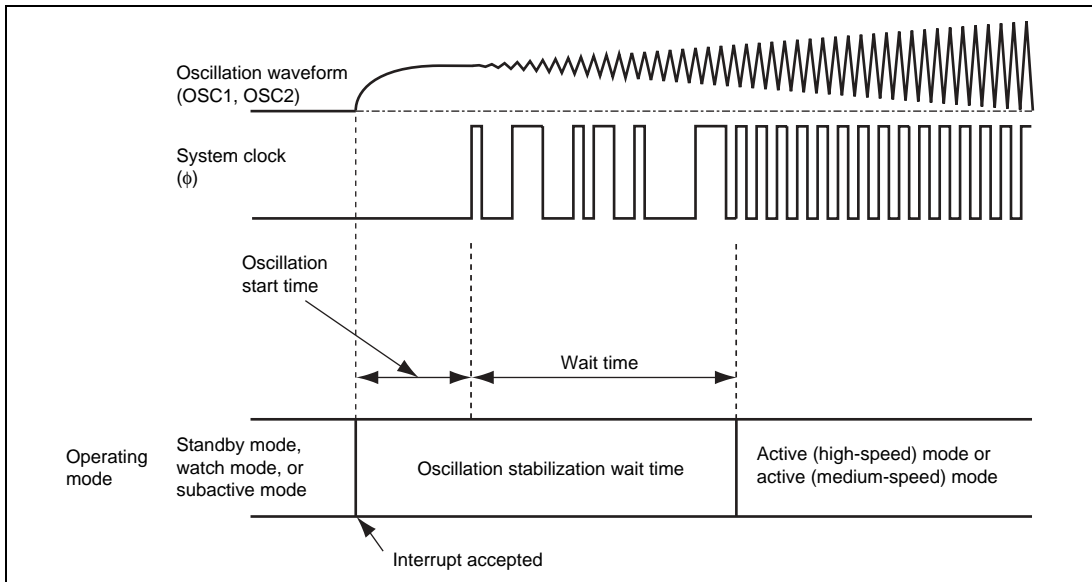 Oscillation waveform
(OSC1, OSC2)
System clock
(ϕ)
Oscillation
start time
Wait time
Operating
mode
Standby mode,
watch mode, or
subactive mode
Oscillation stabilization wait time
Active (high-speed) mode or
active (medium-speed) mode
Interrupt accepted